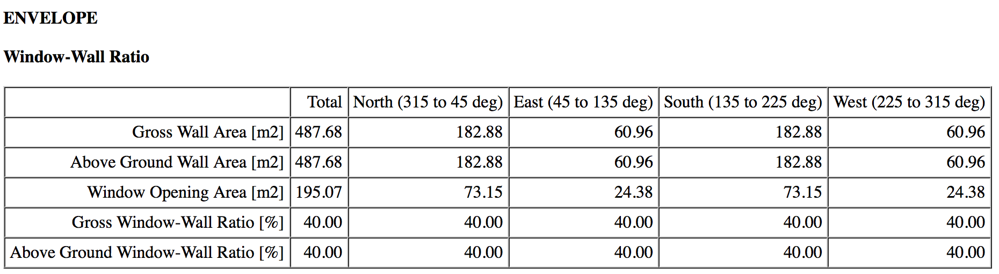 ENVELOPE
Window-Wall Ratio
Total North (315 to 45 deg) East (45 to 135 deg) South (135 to 225 deg) West (225 to 315 deg)
Gross Wall Area [m2] 487.68 182.88 60.96 182.88 60.96
Above Ground Wall Area [m2] 487.68 182.88 60.96 182.88 60.96
Window Opening Area [m2] 195.07 73.15 24.38 73.15 24.38
Gross Window-Wall Ratio [%] 40.00 40.00 40.00 40.00 40.00
Above Ground Window-Wall Ratio [%] 40.00 40.00 40.00 40.00 40.00